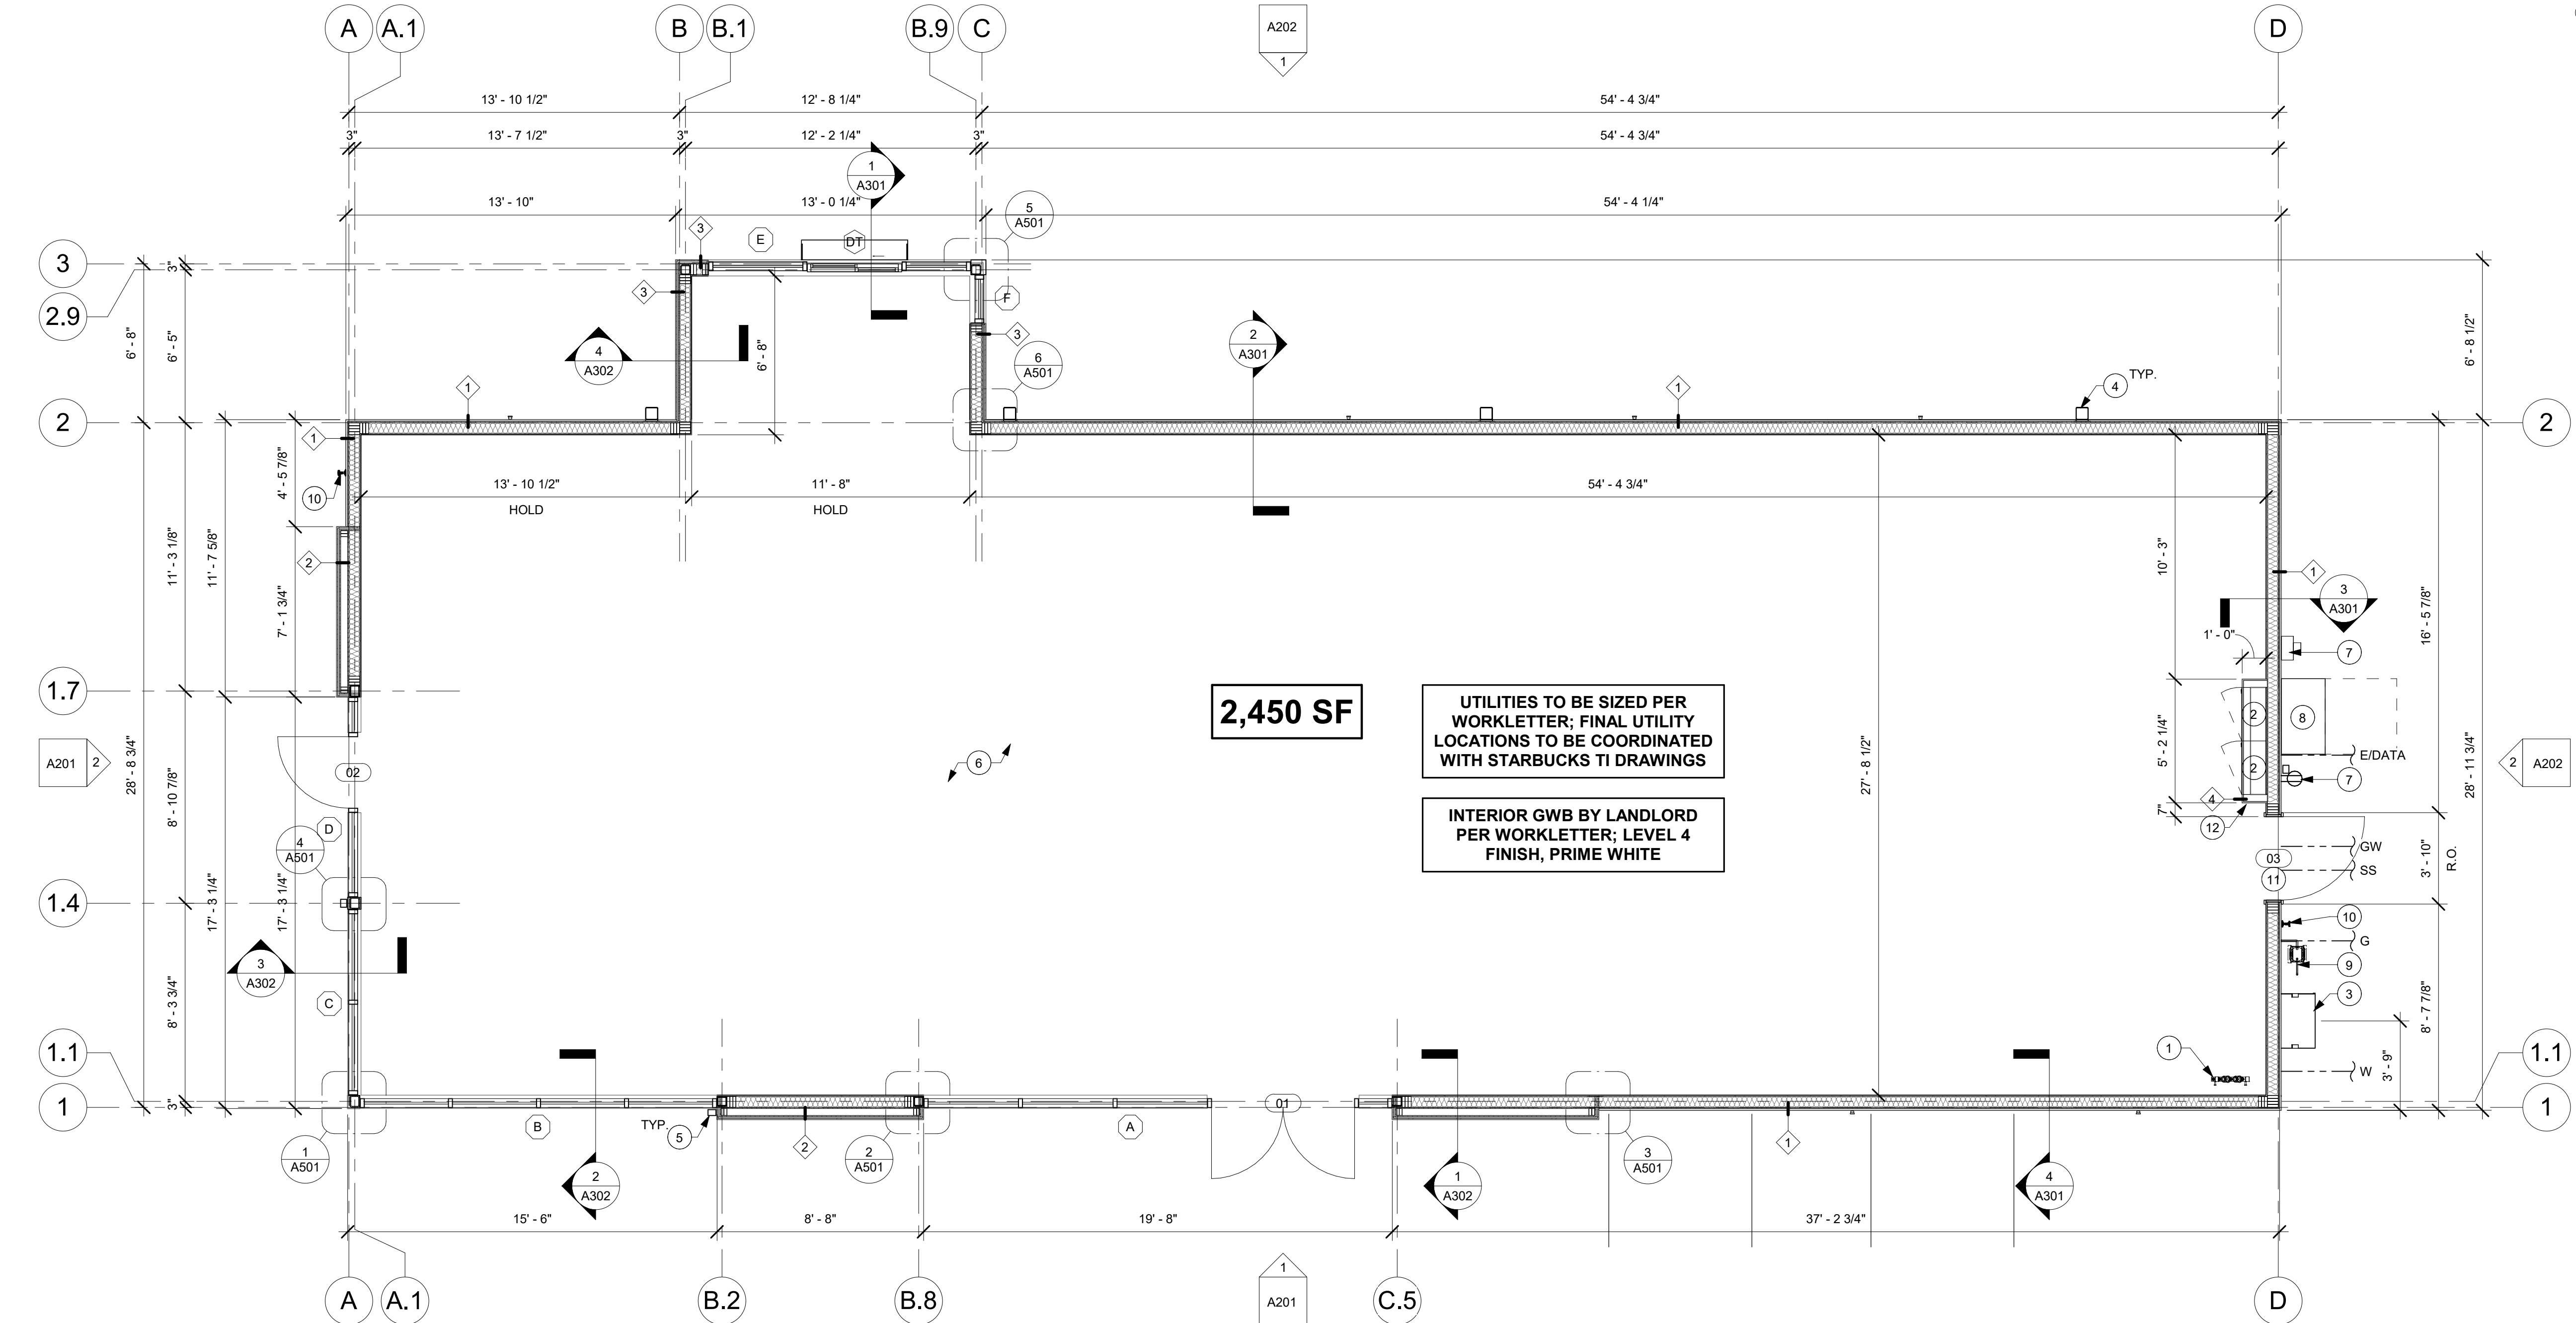 A A.1 B B.1 B.9 C D
A202
1
13' - 10 1/2" 12' - 8 1/4" 54' - 4 3/4"
3" 13' - 7 1/2" 3" 12' - 2 1/4" 3" 54' - 4 3/4"
1
A301
13' - 10" 13' - 0 1/4" 54' - 4 1/4"
5
A501
3 E DT
3
3"
2.9
3 F
6' - 8" 6' - 5"
3
2
A301
6' - 8 1/2"
4
A302
6' - 8"
6
A501
1 1 4 TYP.
2 2
1
4' - 5 7/8"
10
13' - 10 1/2" 11' - 8" 54' - 4 3/4"
HOLD HOLD
11' - 3 1/8" 11' - 7 5/8"
2
7' - 1 3/4"
10' - 3"
1
3
A301
16' - 5 7/8"
1' - 0"
7
1.7
2,450 SF
UTILITIES TO BE SIZED PER
WORKLETTER; FINAL UTILITY
LOCATIONS TO BE COORDINATED
WITH STARBUCKS TI DRAWINGS
2 8
A201 2
28' - 8 3/4"
02
6
27' - 8 1/2"
5' - 2 1/4"
2
E/DATA
7
28' - 11 3/4"
2 A202
8' - 10 7/8"
INTERIOR GWB BY LANDLORD
PER WORKLETTER; LEVEL 4
FINISH, PRIME WHITE
4
7"
12
D
4
A501
GW
03
SS
11
3' - 10"
R.O.
1.4
17' - 3 1/4" 17' - 3 1/4"
10
G
9
3
A302
C
8' - 3 3/4"
3
8' - 7 7/8"
1.1
1
W
3' - 9"
1.1
1
3"
01
1
B
TYP.
5
2
A
1
1
A501
2
A501
3
A501
2
A302
1
A302
4
A301
15' - 6" 8' - 8" 19' - 8" 37' - 2 3/4"
1
A201
A A.1 B.2 B.8 C.5 D